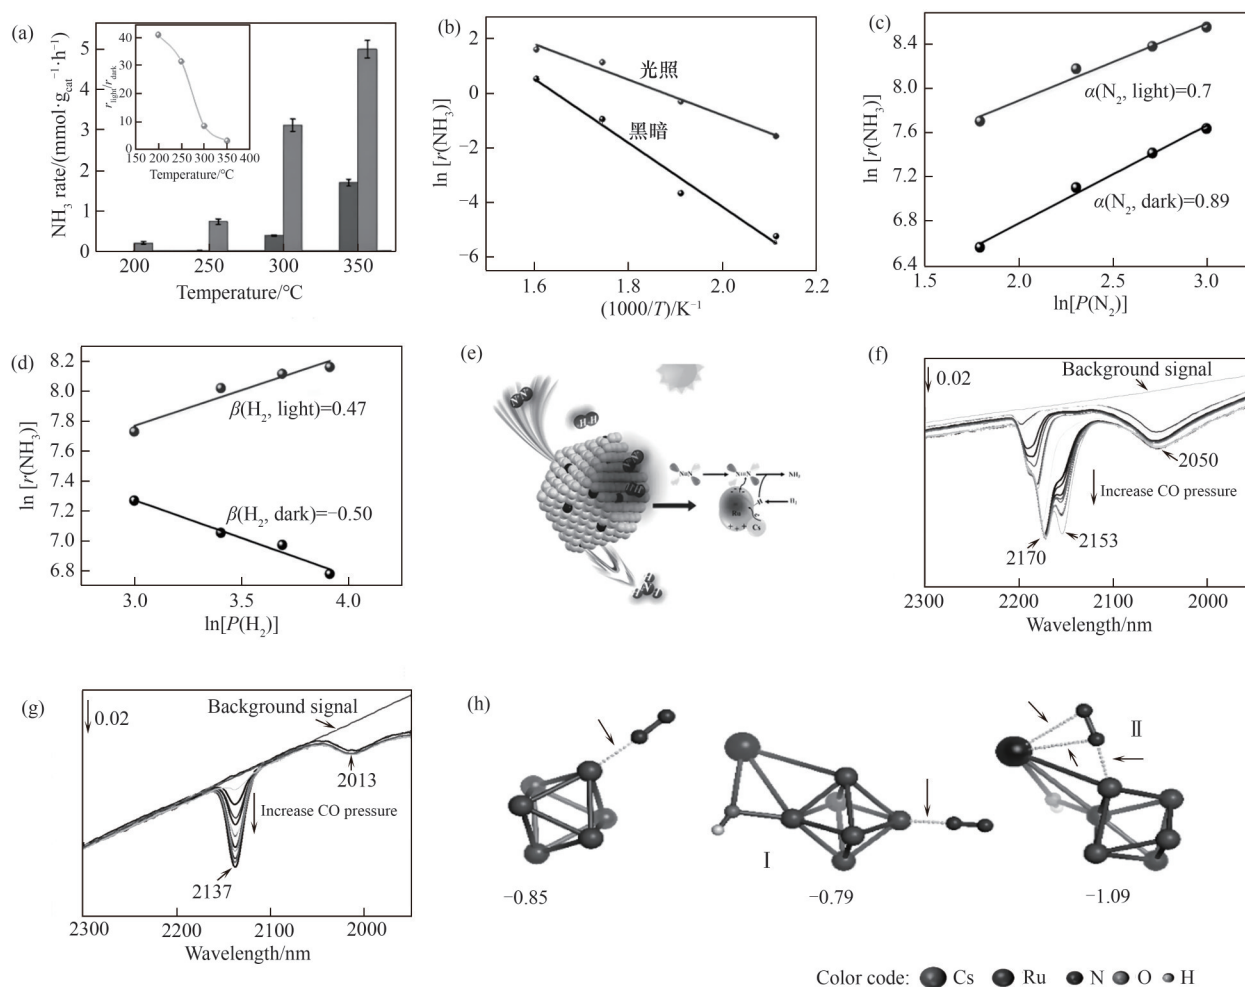 (a)
NH₃ rate/(mmol·g_cat⁻¹·h⁻¹)
5
4
3
2
1
0
200 250 300 350
Temperature/°C
r_light/r_dark
40
30
20
10
0
150 200 250 300 350 400
Temperature/°C
(b)
ln [r(NH₃)]
2
0
−2
−4
−6
光照
黑暗
1.6 1.8 2.0 2.2
(1000/T)/K⁻¹
(c)
ln [r(NH₃)]
8.4
8.0
7.6
7.2
6.8
6.4
α(N₂, light)=0.7
α(N₂, dark)=0.89
1.5 2.0 2.5 3.0
ln[P(N₂)]
(d)
ln [r(NH₃)]
8.2
8.0
7.8
7.6
7.4
7.2
7.0
6.8
β(H₂, light)=0.47
β(H₂, dark)=−0.50
3.0 3.5 4.0
ln[P(H₂)]
(e)
NH₃
H₂
Ru
Cs
(f)
0.02
Background signal
2050
Increase CO pressure
2170
2153
2300 2200 2100 2000
Wavelength/nm
(g)
0.02
Background signal
2013
Increase CO pressure
2137
2300 2200 2100 2000
Wavelength/nm
(h)
I
II
−0.85
−0.79
−1.09
Color code: Cs Ru N O H